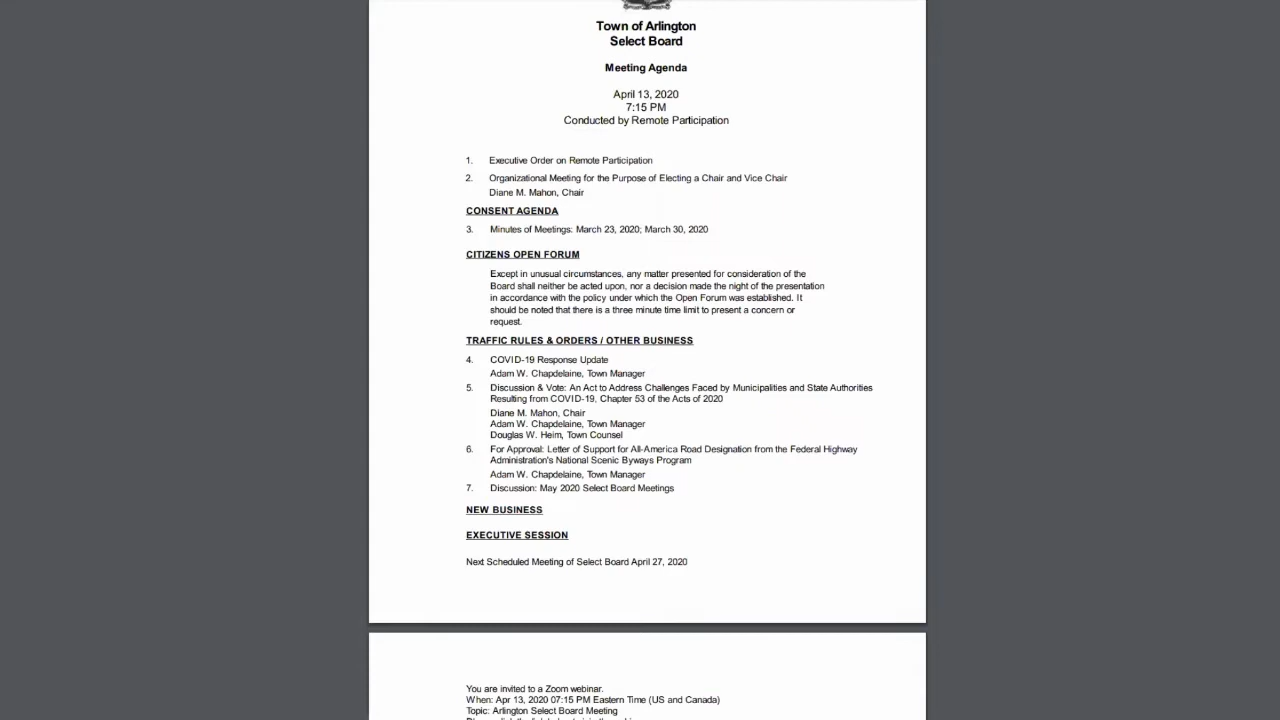 Town of Arlington
Select Board
Meeting Agenda
April 13, 2020
7:15 PM
Conducted by Remote Participation
1. Executive Order on Remote Participation
2. Organizational Meeting for the Purpose of Electing a Chair and Vice Chair
Diane M. Mahon, Chair
CONSENT AGENDA
3. Minutes of Meetings: March 23, 2020; March 30, 2020
CITIZENS OPEN FORUM
Except in unusual circumstances, any matter presented for consideration of the
Board shall neither be acted upon, nor a decision made the night of the presentation
in accordance with the policy under which the Open Forum was established. It
should be noted that there is a three minute time limit to present a concern or
request.
TRAFFIC RULES & ORDERS / OTHER BUSINESS
4. COVID-19 Response Update
Adam W. Chapdelaine, Town Manager
5. Discussion & Vote: An Act to Address Challenges Faced by Municipalities and State Authorities
Resulting from COVID-19, Chapter 53 of the Acts of 2020
Diane M. Mahon, Chair
Adam W. Chapdelaine, Town Manager
Douglas W. Heim, Town Counsel
6. For Approval: Letter of Support for All-America Road Designation from the Federal Highway
Administration's National Scenic Byways Program
Adam W. Chapdelaine, Town Manager
7. Discussion: May 2020 Select Board Meetings
NEW BUSINESS
EXECUTIVE SESSION
Next Scheduled Meeting of Select Board April 27, 2020
You are invited to a Zoom webinar.
When: Apr 13, 2020 07:15 PM Eastern Time (US and Canada)
Topic: Arlington Select Board Meeting